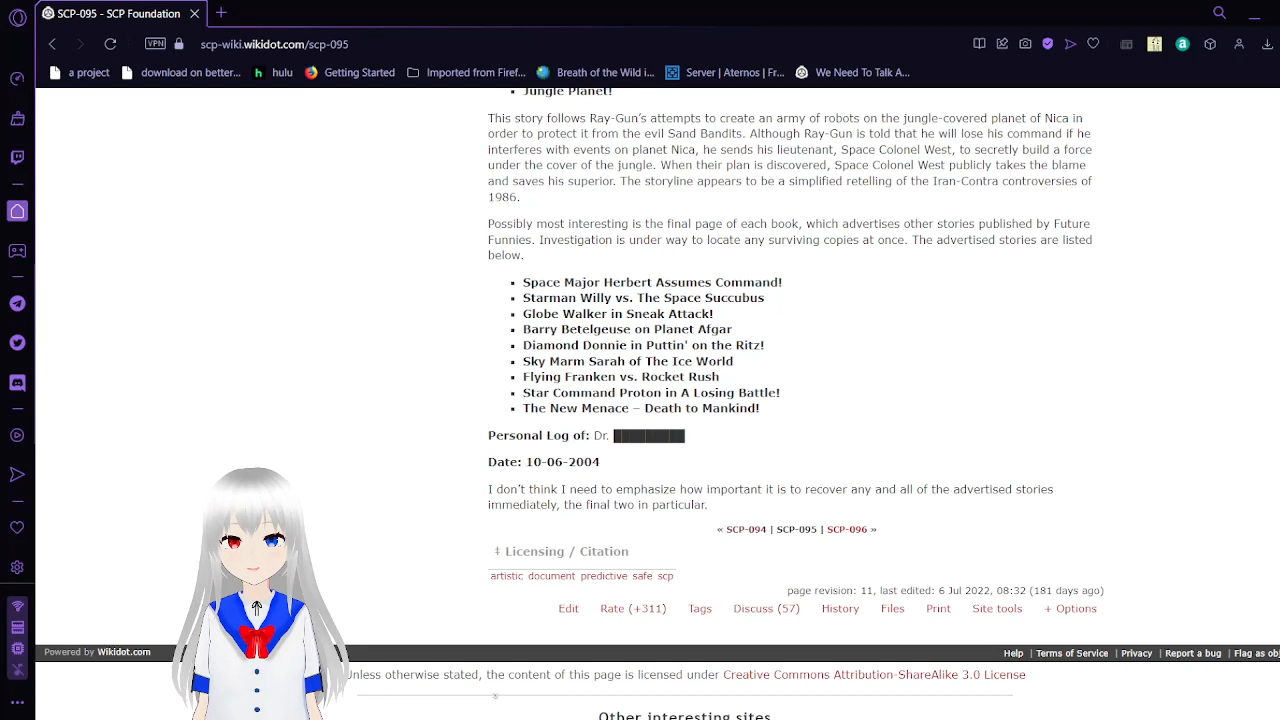 SCP-095 - SCP Foundation
VPN
scp-wiki.wikidot.com/scp-095
a project
download on better...
hulu
Getting Started
Imported from Firef...
Breath of the Wild i...
Server | Aternos | Fr...
We Need To Talk A...
Jungle Planet!
This story follows Ray-Gun's attempts to create an army of robots on the jungle-covered planet of Nica in
order to protect it from the evil Sand Bandits. Although Ray-Gun is told that he will lose his command if he
interferes with events on planet Nica, he sends his lieutenant, Space Colonel West, to secretly build a force
under the cover of the jungle. When their plan is discovered, Space Colonel West publicly takes the blame
and saves his superior. The storyline appears to be a simplified retelling of the Iran-Contra controversies of
1986.
Possibly most interesting is the final page of each book, which advertises other stories published by Future
Funnies. Investigation is under way to locate any surviving copies at once. The advertised stories are listed
below.
Space Major Herbert Assumes Command!
Starman Willy vs. The Space Succubus
Globe Walker in Sneak Attack!
Barry Betelgeuse on Planet Afgar
Diamond Donnie in Puttin' on the Ritz!
Sky Marm Sarah of The Ice World
Flying Franken vs. Rocket Rush
Star Command Proton in A Losing Battle!
The New Menace – Death to Mankind!
Personal Log of: Dr. █████████
Date: 10-06-2004
I don't think I need to emphasize how important it is to recover any and all of the advertised stories
immediately, the final two in particular.
« SCP-094 | SCP-095 | SCP-096 »
‡ Licensing / Citation
artistic document predictive safe scp
page revision: 11, last edited: 6 Jul 2022, 08:32 (181 days ago)
Edit Rate (+311) Tags Discuss (57) History Files Print Site tools + Options
Powered by Wikidot.com
Help | Terms of Service | Privacy | Report a bug | Flag as obj
Unless otherwise stated, the content of this page is licensed under Creative Commons Attribution-ShareAlike 3.0 License
Other interesting sites